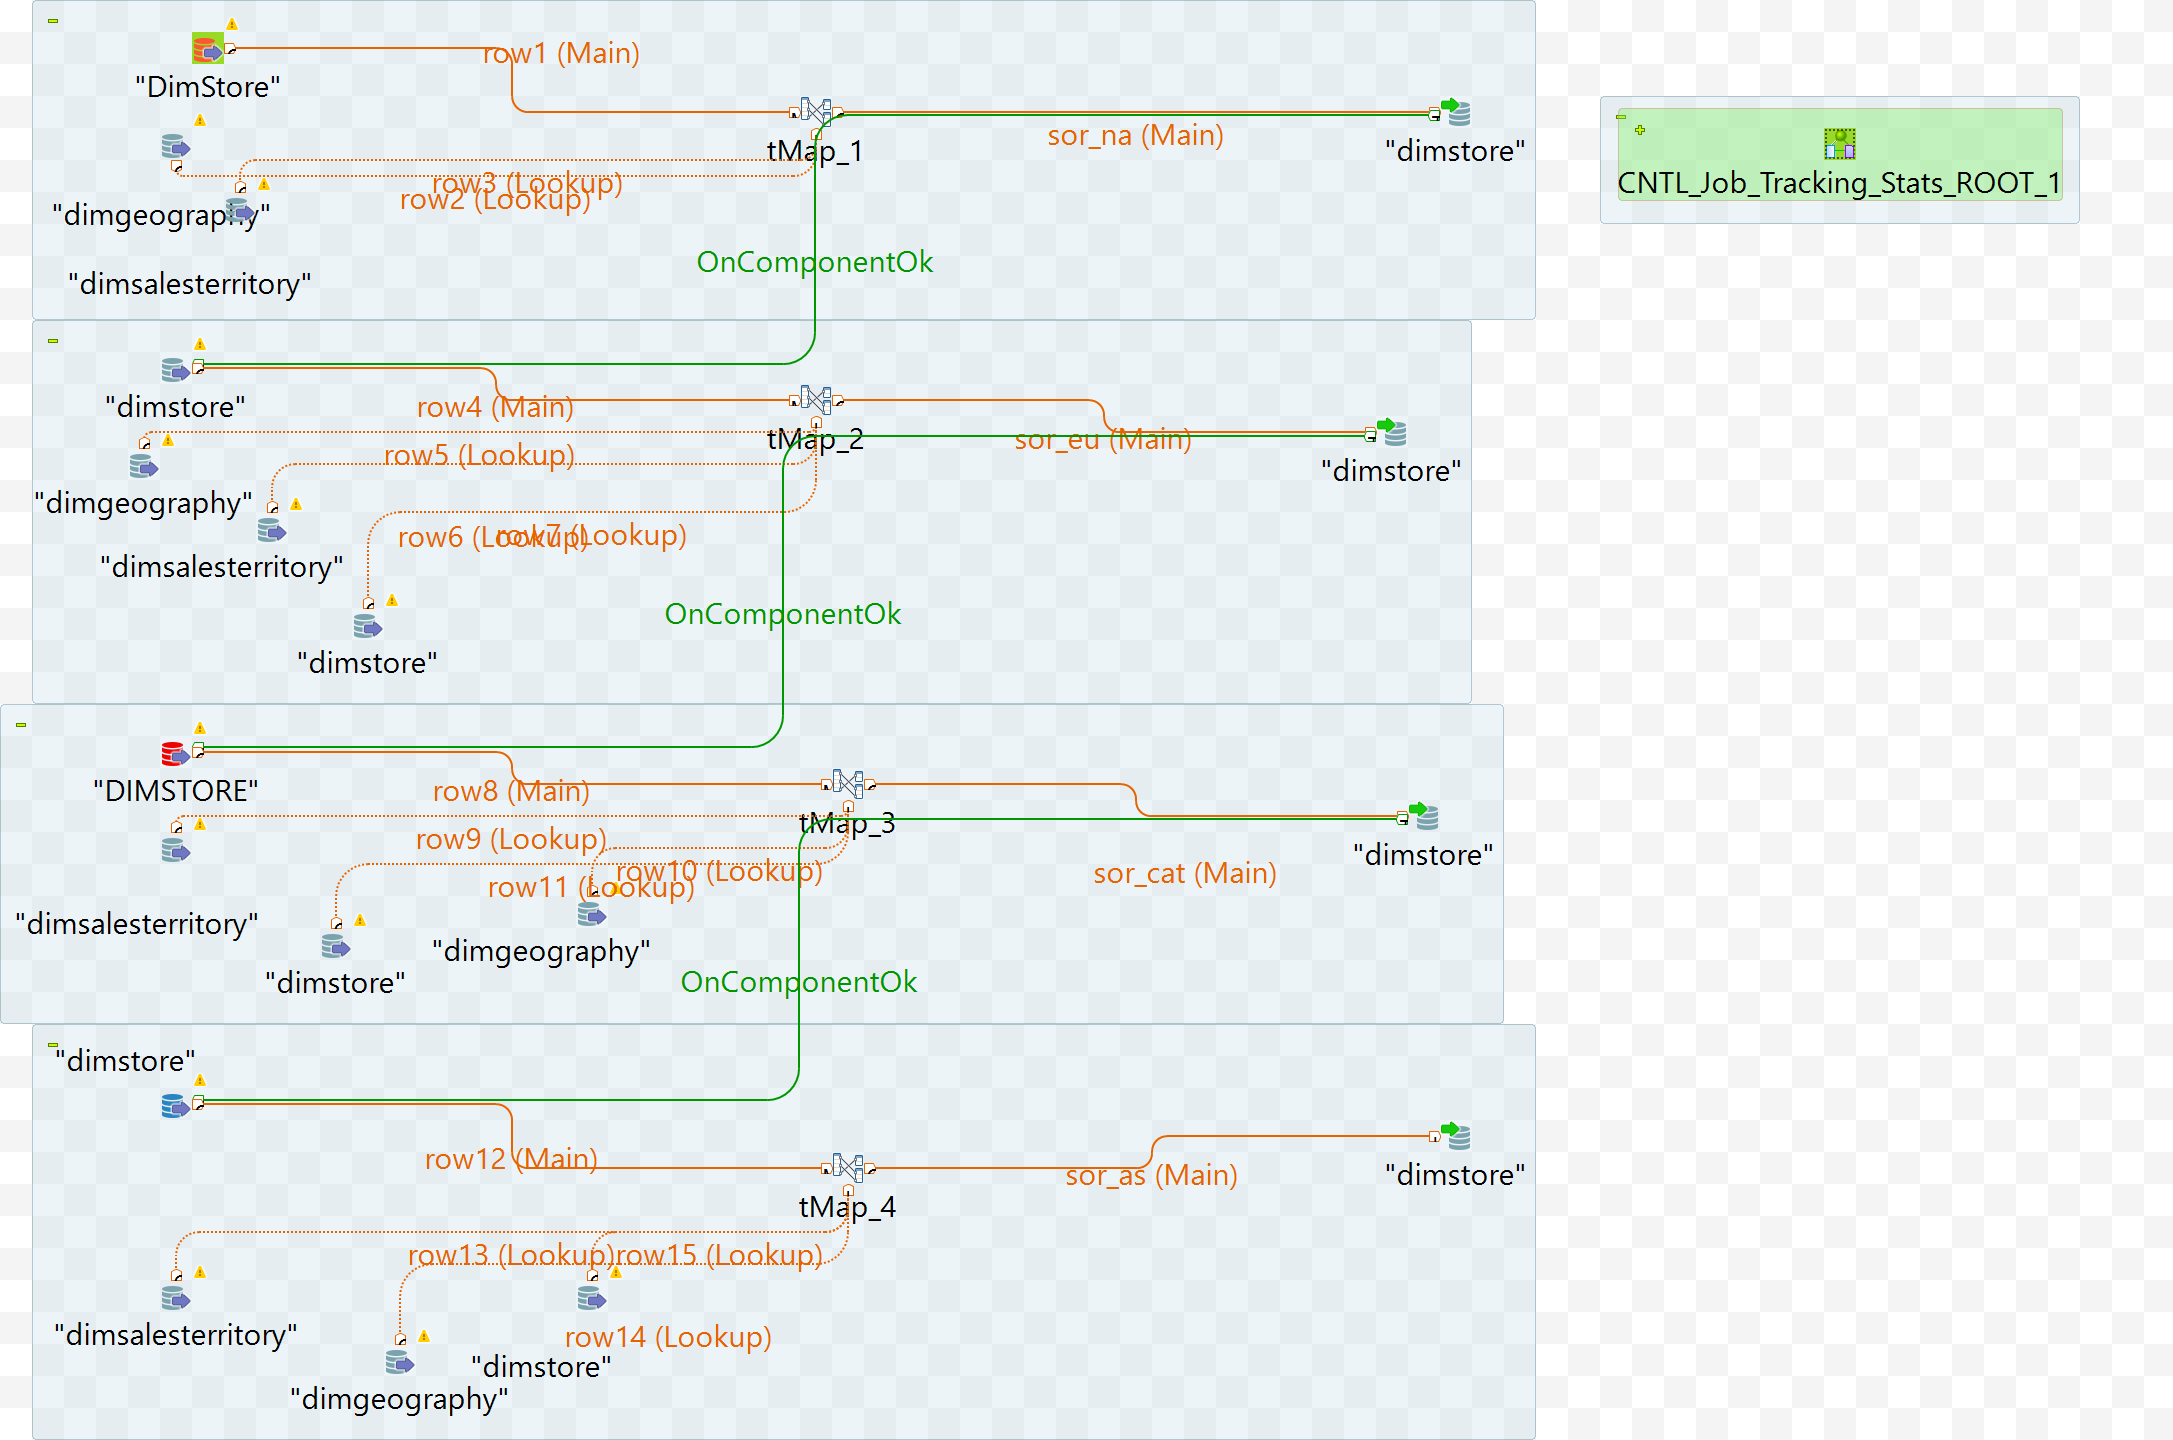 row1 (Main)
"DimStore"
tMap_1
sor_na (Main)
"dimstore"
row3 (Lookup)
row2 (Lookup)
"dimgeography"
OnComponentOk
"dimsalesterritory"
CNTL_Job_Tracking_Stats_ROOT_1
"dimstore"
row4 (Main)
tMap_2
sor_eu (Main)
row5 (Lookup)
"dimstore"
"dimgeography"
row6 (Lookup)
row7 (Lookup)
"dimsalesterritory"
OnComponentOk
"dimstore"
"DIMSTORE"
row8 (Main)
tMap_3
row9 (Lookup)
"dimstore"
row10 (Lookup)
sor_cat (Main)
row11 (Lookup)
"dimsalesterritory"
"dimgeography"
"dimstore"
OnComponentOk
"dimstore"
row12 (Main)
sor_as (Main)
"dimstore"
tMap_4
row13 (Lookup)
row15 (Lookup)
"dimsalesterritory"
row14 (Lookup)
"dimstore"
"dimgeography"